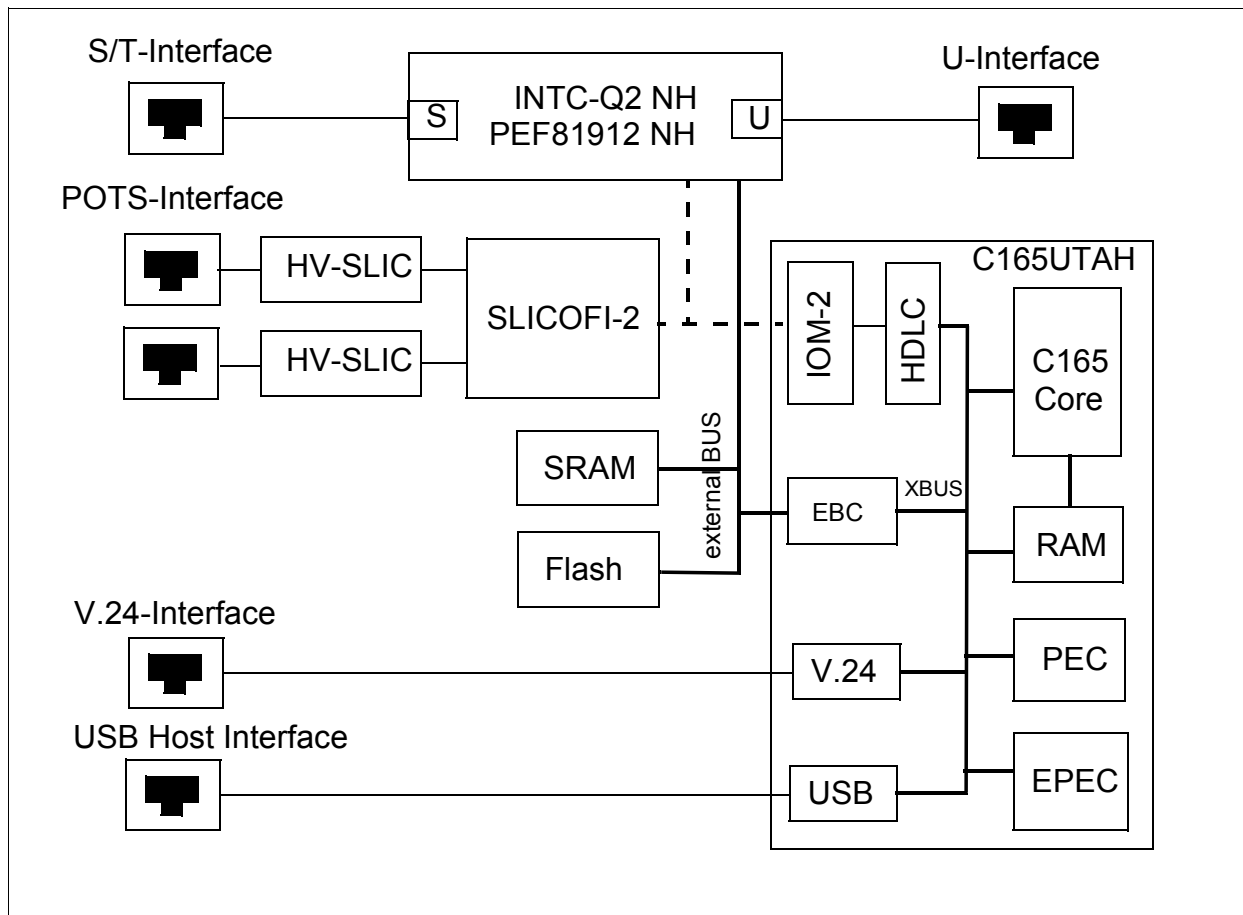 S/T-Interface
U-Interface
INTC-Q2 NH
PEF81912 NH
S
U
POTS-Interface
HV-SLIC
HV-SLIC
SLICOFI-2
C165UTAH
IOM-2
HDLC
C165
Core
SRAM
external BUS
EBC
XBUS
RAM
Flash
V.24-Interface
V.24
PEC
USB Host Interface
USB
EPEC